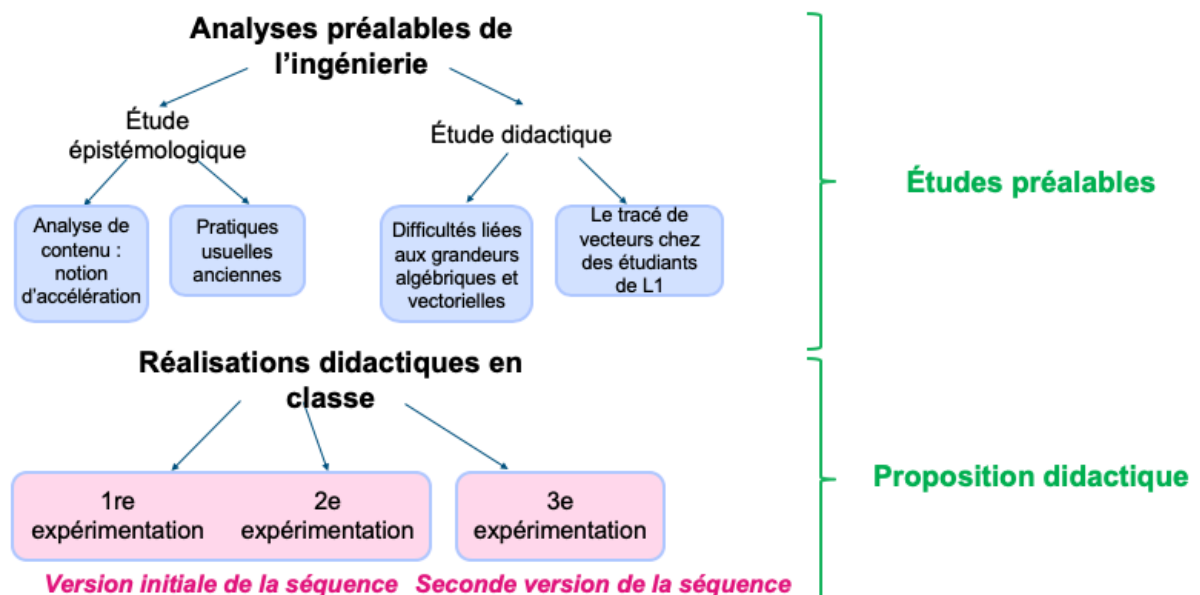 Analyses préalables de
l'ingénierie
Étude
épistémologique
Étude didactique
Analyse de
contenu :
notion
d'accélération
Pratiques
usuelles
anciennes
Difficultés liées
aux grandeurs
algébriques et
vectorielles
Le tracé de
vecteurs chez
des étudiants
de L1
Études préalables
Réalisations didactiques en
classe
1re
expérimentation
2e
expérimentation
3e
expérimentation
Version initiale de la séquence
Seconde version de la séquence
Proposition didactique